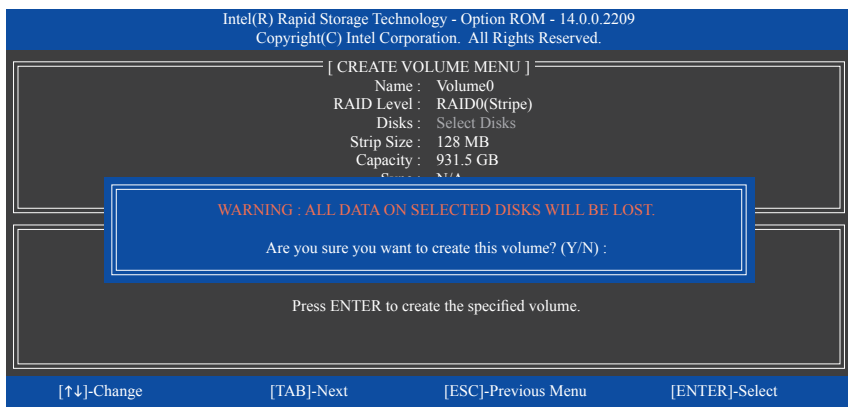 Intel(R) Rapid Storage Technology - Option ROM - 14.0.0.2209
Copyright(C) Intel Corporation. All Rights Reserved.
[ CREATE VOLUME MENU ]
Name : Volume0
RAID Level : RAID0(Stripe)
Disks : Select Disks
Strip Size : 128 MB
Capacity : 931.5 GB
WARNING : ALL DATA ON SELECTED DISKS WILL BE LOST.
Are you sure you want to create this volume? (Y/N) :
Press ENTER to create the specified volume.
[↑↓]-Change [TAB]-Next [ESC]-Previous Menu [ENTER]-Select